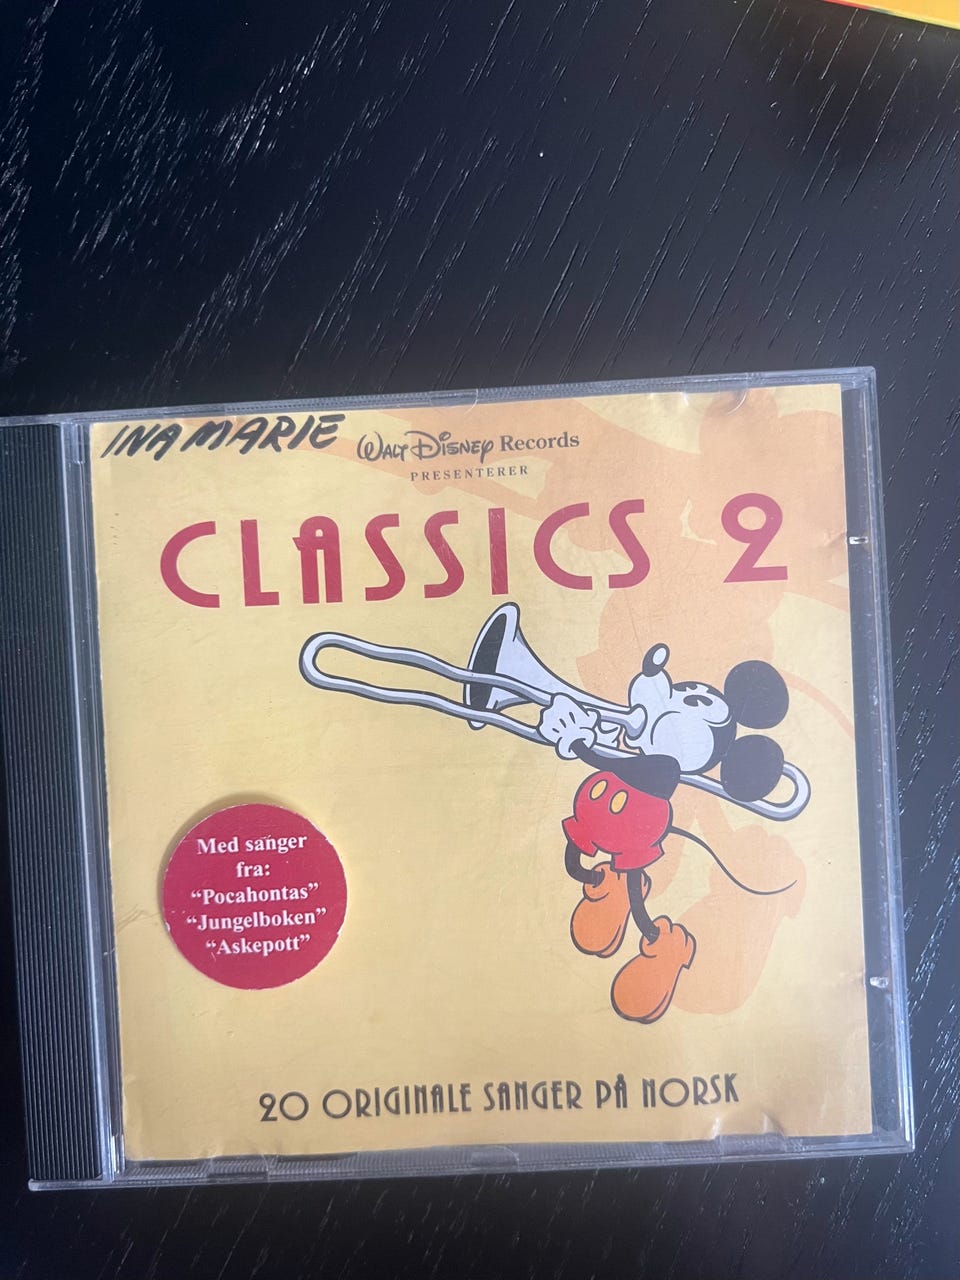 INA MARIE
WALT DISNEY Records
PRESENTERER
CLASSICS 2
Med sanger
fra:
“Pocahontas”
“Jungelboken”
“Askepott”
20 ORIGINALE SANGER PÅ NORSK